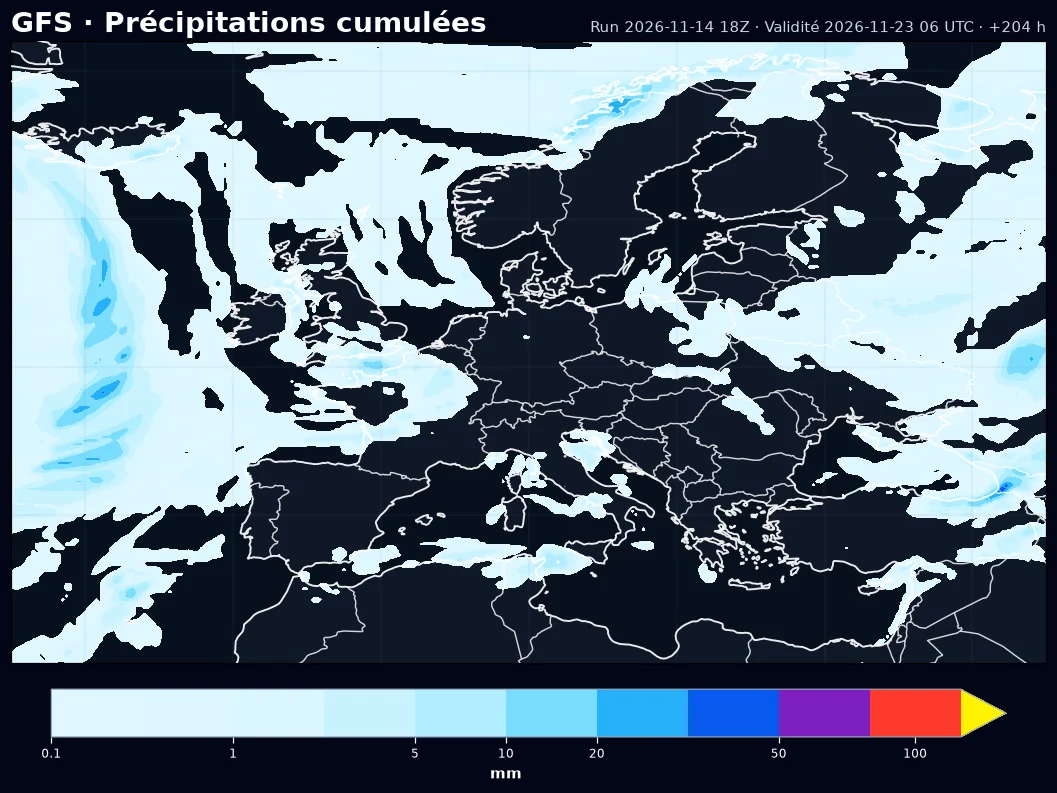 GFS · Précipitations cumulées
Run 2026-11-14 18Z · Validité 2026-11-23 06 UTC · +204 h
0.1 1 5 10 20 50 100
mm